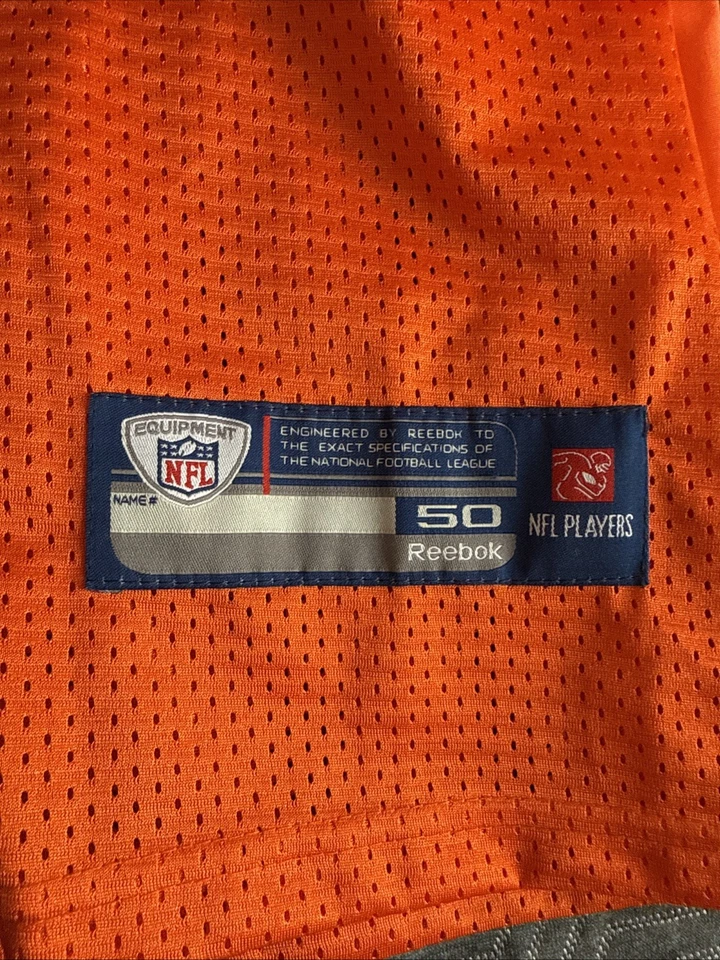 EQUIPMENT
NFL
ENGINEERED BY REEBOK TO
THE EXACT SPECIFICATIONS OF
THE NATIONAL FOOTBALL LEAGUE
NAME#
50
Reebok
NFL PLAYERS